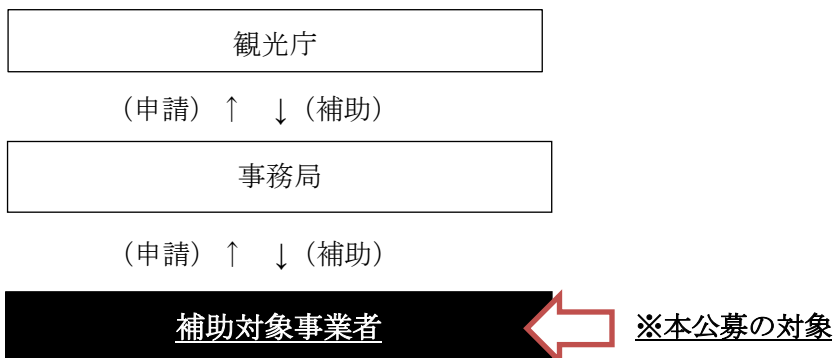 観光庁
（申請）↑ ↓（補助）
事務局
（申請）↑ ↓（補助）
補助対象事業者
※本公募の対象